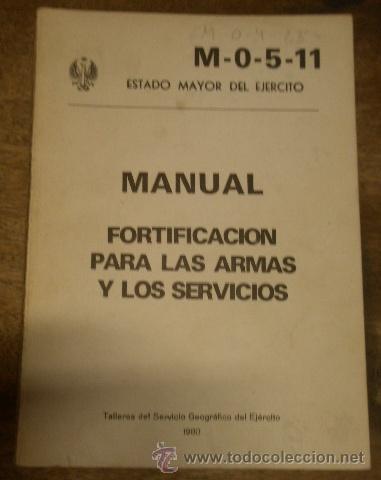 M-0-5-11
ESTADO MAYOR DEL EJERCITO
MANUAL
FORTIFICACION
PARA LAS ARMAS
Y LOS SERVICIOS
Talleres del Servicio Geográfico del Ejército
1980
www.todocoleccion.net